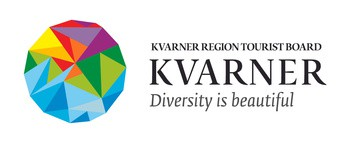 KVARNER REGION TOURIST BOARD
KVARNER
Diversity is beautiful